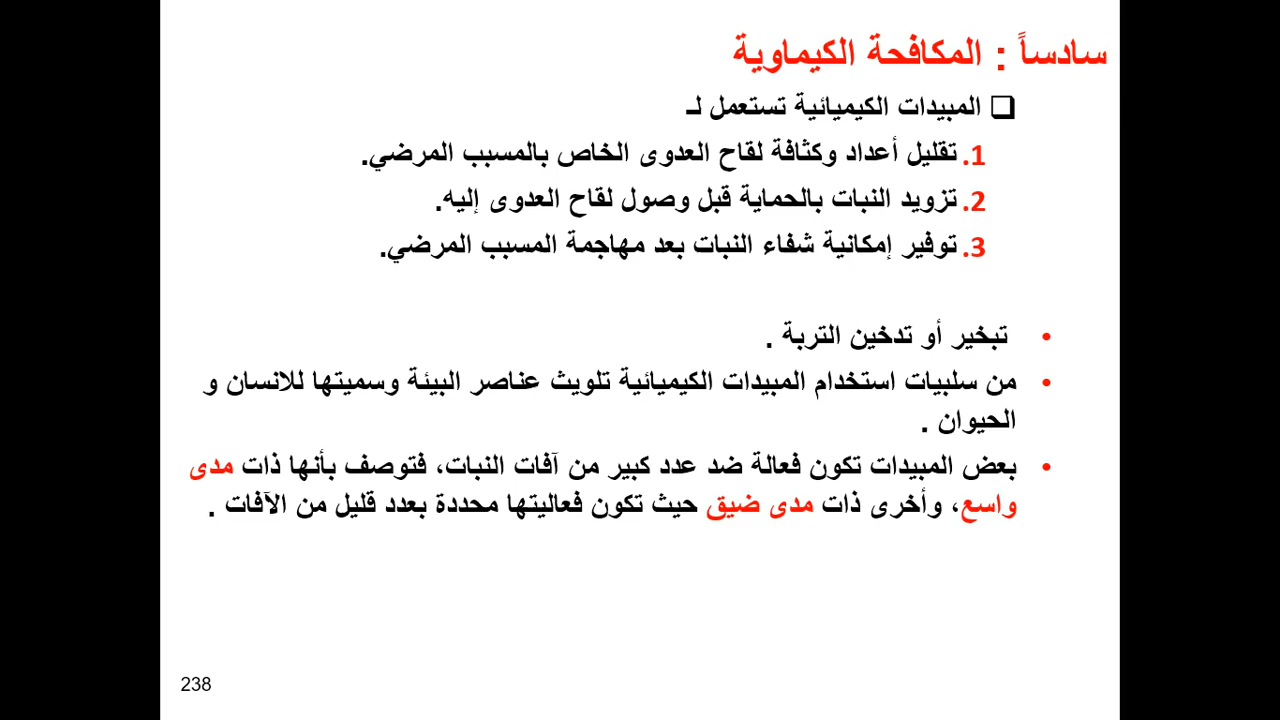 سادساً : المكافحة الكيماوية
❑ المبيدات الكيميائية تستعمل لـ
1. تقليل أعداد وكثافة لقاح العدوى الخاص بالمسبب المرضي.
2. تزويد النبات بالحماية قبل وصول لقاح العدوى إليه.
3. توفير إمكانية شفاء النبات بعد مهاجمة المسبب المرضي.
• تبخير أو تدخين التربة .
• من سلبيات استخدام المبيدات الكيميائية تلويث عناصر البيئة وسميتها للانسان و
الحيوان .
• بعض المبيدات تكون فعالة ضد عدد كبير من آفات النبات، فتوصف بأنها ذات مدى
واسع، وأخرى ذات مدى ضيق حيث تكون فعاليتها محددة بعدد قليل من الآفات .
238